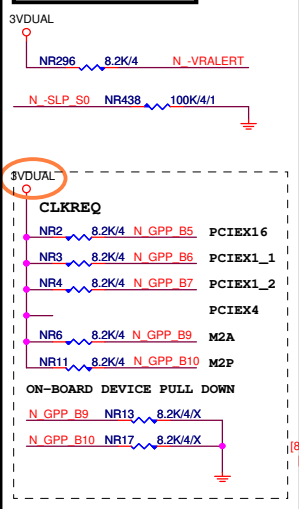 3VDUAL
NR296 8.2K/4 N_-VRALERT
N_-SLP_S0 NR438 100K/4/1
3VDUAL
CLKREQ
NR2 8.2K/4 N_GPP_B5 PCIEX16
NR3 8.2K/4 N_GPP_B6 PCIEX1_1
NR4 8.2K/4 N_GPP_B7 PCIEX1_2
PCIEX4
NR6 8.2K/4 N_GPP_B9 M2A
NR11 8.2K/4 N_GPP_B10 M2P
ON-BOARD DEVICE PULL DOWN
N_GPP_B9 NR13 8.2K/4/X
N_GPP_B10 NR17 8.2K/4/X
[8